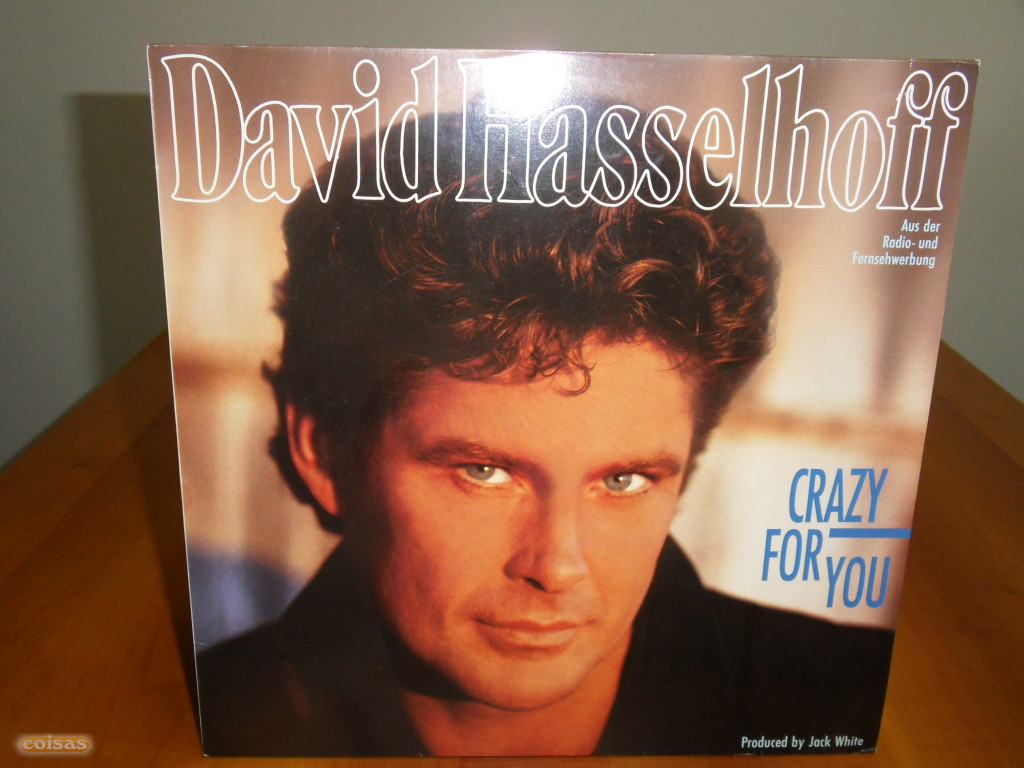 David Hasselhoff
Aus der
Radio- und
Fernsehwerbung
CRAZY
FOR
YOU
Produced by Jack White
coisas